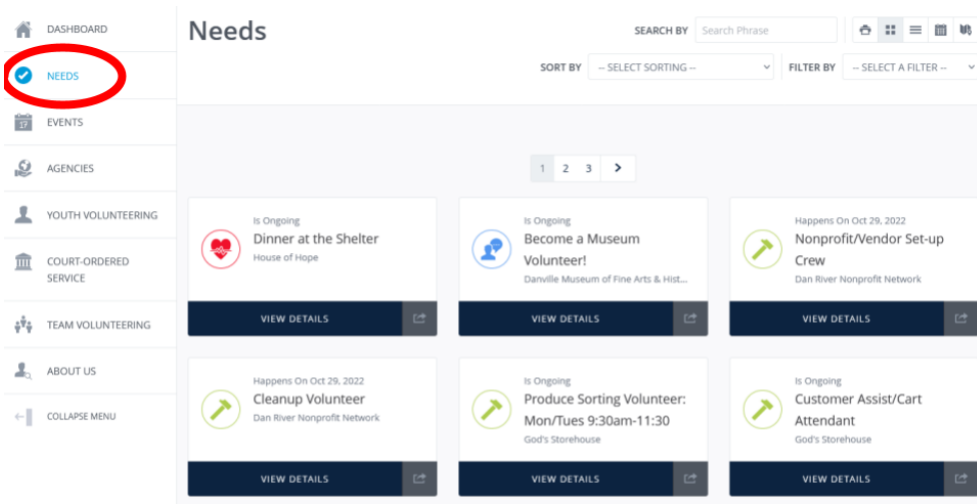 DASHBOARD
NEEDS
EVENTS
AGENCIES
YOUTH VOLUNTEERING
COURT-ORDERED
SERVICE
TEAM VOLUNTEERING
ABOUT US
COLLAPSE MENU
Needs
SEARCH BY Search Phrase
SORT BY -- SELECT SORTING -- FILTER BY -- SELECT A FILTER --
1 2 3 >
Is Ongoing
Dinner at the Shelter
House of Hope
VIEW DETAILS
Is Ongoing
Become a Museum
Volunteer!
Danville Museum of Fine Arts & Hist...
VIEW DETAILS
Happens On Oct 29, 2022
Nonprofit/Vendor Set-up
Crew
Dan River Nonprofit Network
VIEW DETAILS
Happens On Oct 29, 2022
Cleanup Volunteer
Dan River Nonprofit Network
VIEW DETAILS
Is Ongoing
Produce Sorting Volunteer:
Mon/Tues 9:30am-11:30
God's Storehouse
VIEW DETAILS
Is Ongoing
Customer Assist/Cart
Attendant
God's Storehouse
VIEW DETAILS